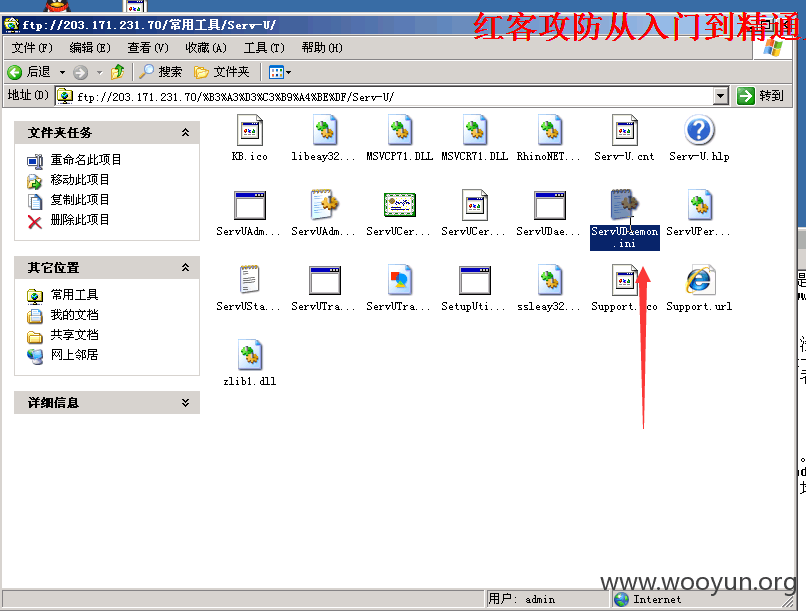 ftp://203.171.231.70/常用工具/Serv-U/
红客攻防从入门到精通
文件(F) 编辑(E) 查看(V) 收藏(A) 工具(T) 帮助(H)
后退 搜索 文件夹
地址(D) ftp://203.171.231.70/%B3%A3%D3%C3%B9%A4%BE%DF/Serv-U/ 转到
文件夹任务
重命名此项目
移动此项目
复制此项目
删除此项目
其它位置
常用工具
我的文档
共享文档
网上邻居
详细信息
KB.ico libeay32... MSVCP71.DLL MSVCR71.DLL RhinoNET... Serv-U.cnt Serv-U.hlp
ServUAdm... ServUAdm... ServUCer... ServUCer... ServUDae... ServUDaemon
.ini ServUPer...
ServUSta... ServUTra... ServUTra... SetupUti... ssleay32... Support. co Support.url
zlib1.dll
www.wooyun.org
用户: admin Internet